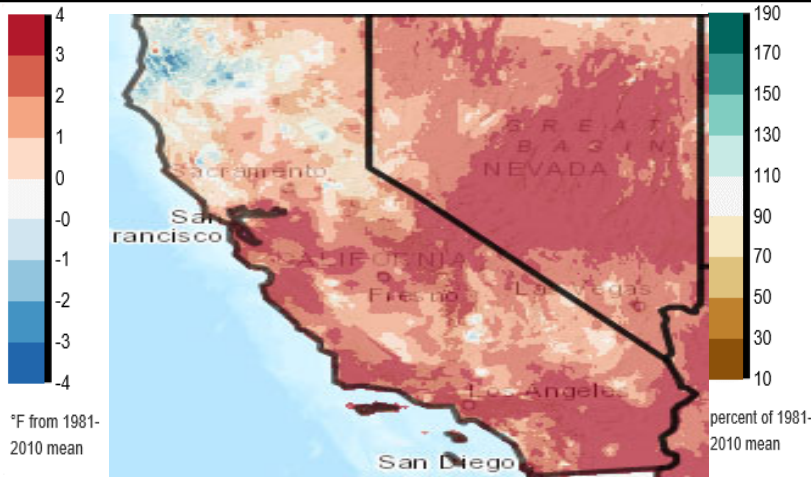 4
3
2
1
0
-0
-1
-2
-3
-4
°F from 1981-
2010 mean
GREAT
BASIN
NEVADA
Sacramento
San
rancisco
CALIFORNIA
Fresno
Las Vegas
Los Angeles
San Diego
190
170
150
130
110
90
70
50
30
10
percent of 1981-
2010 mean